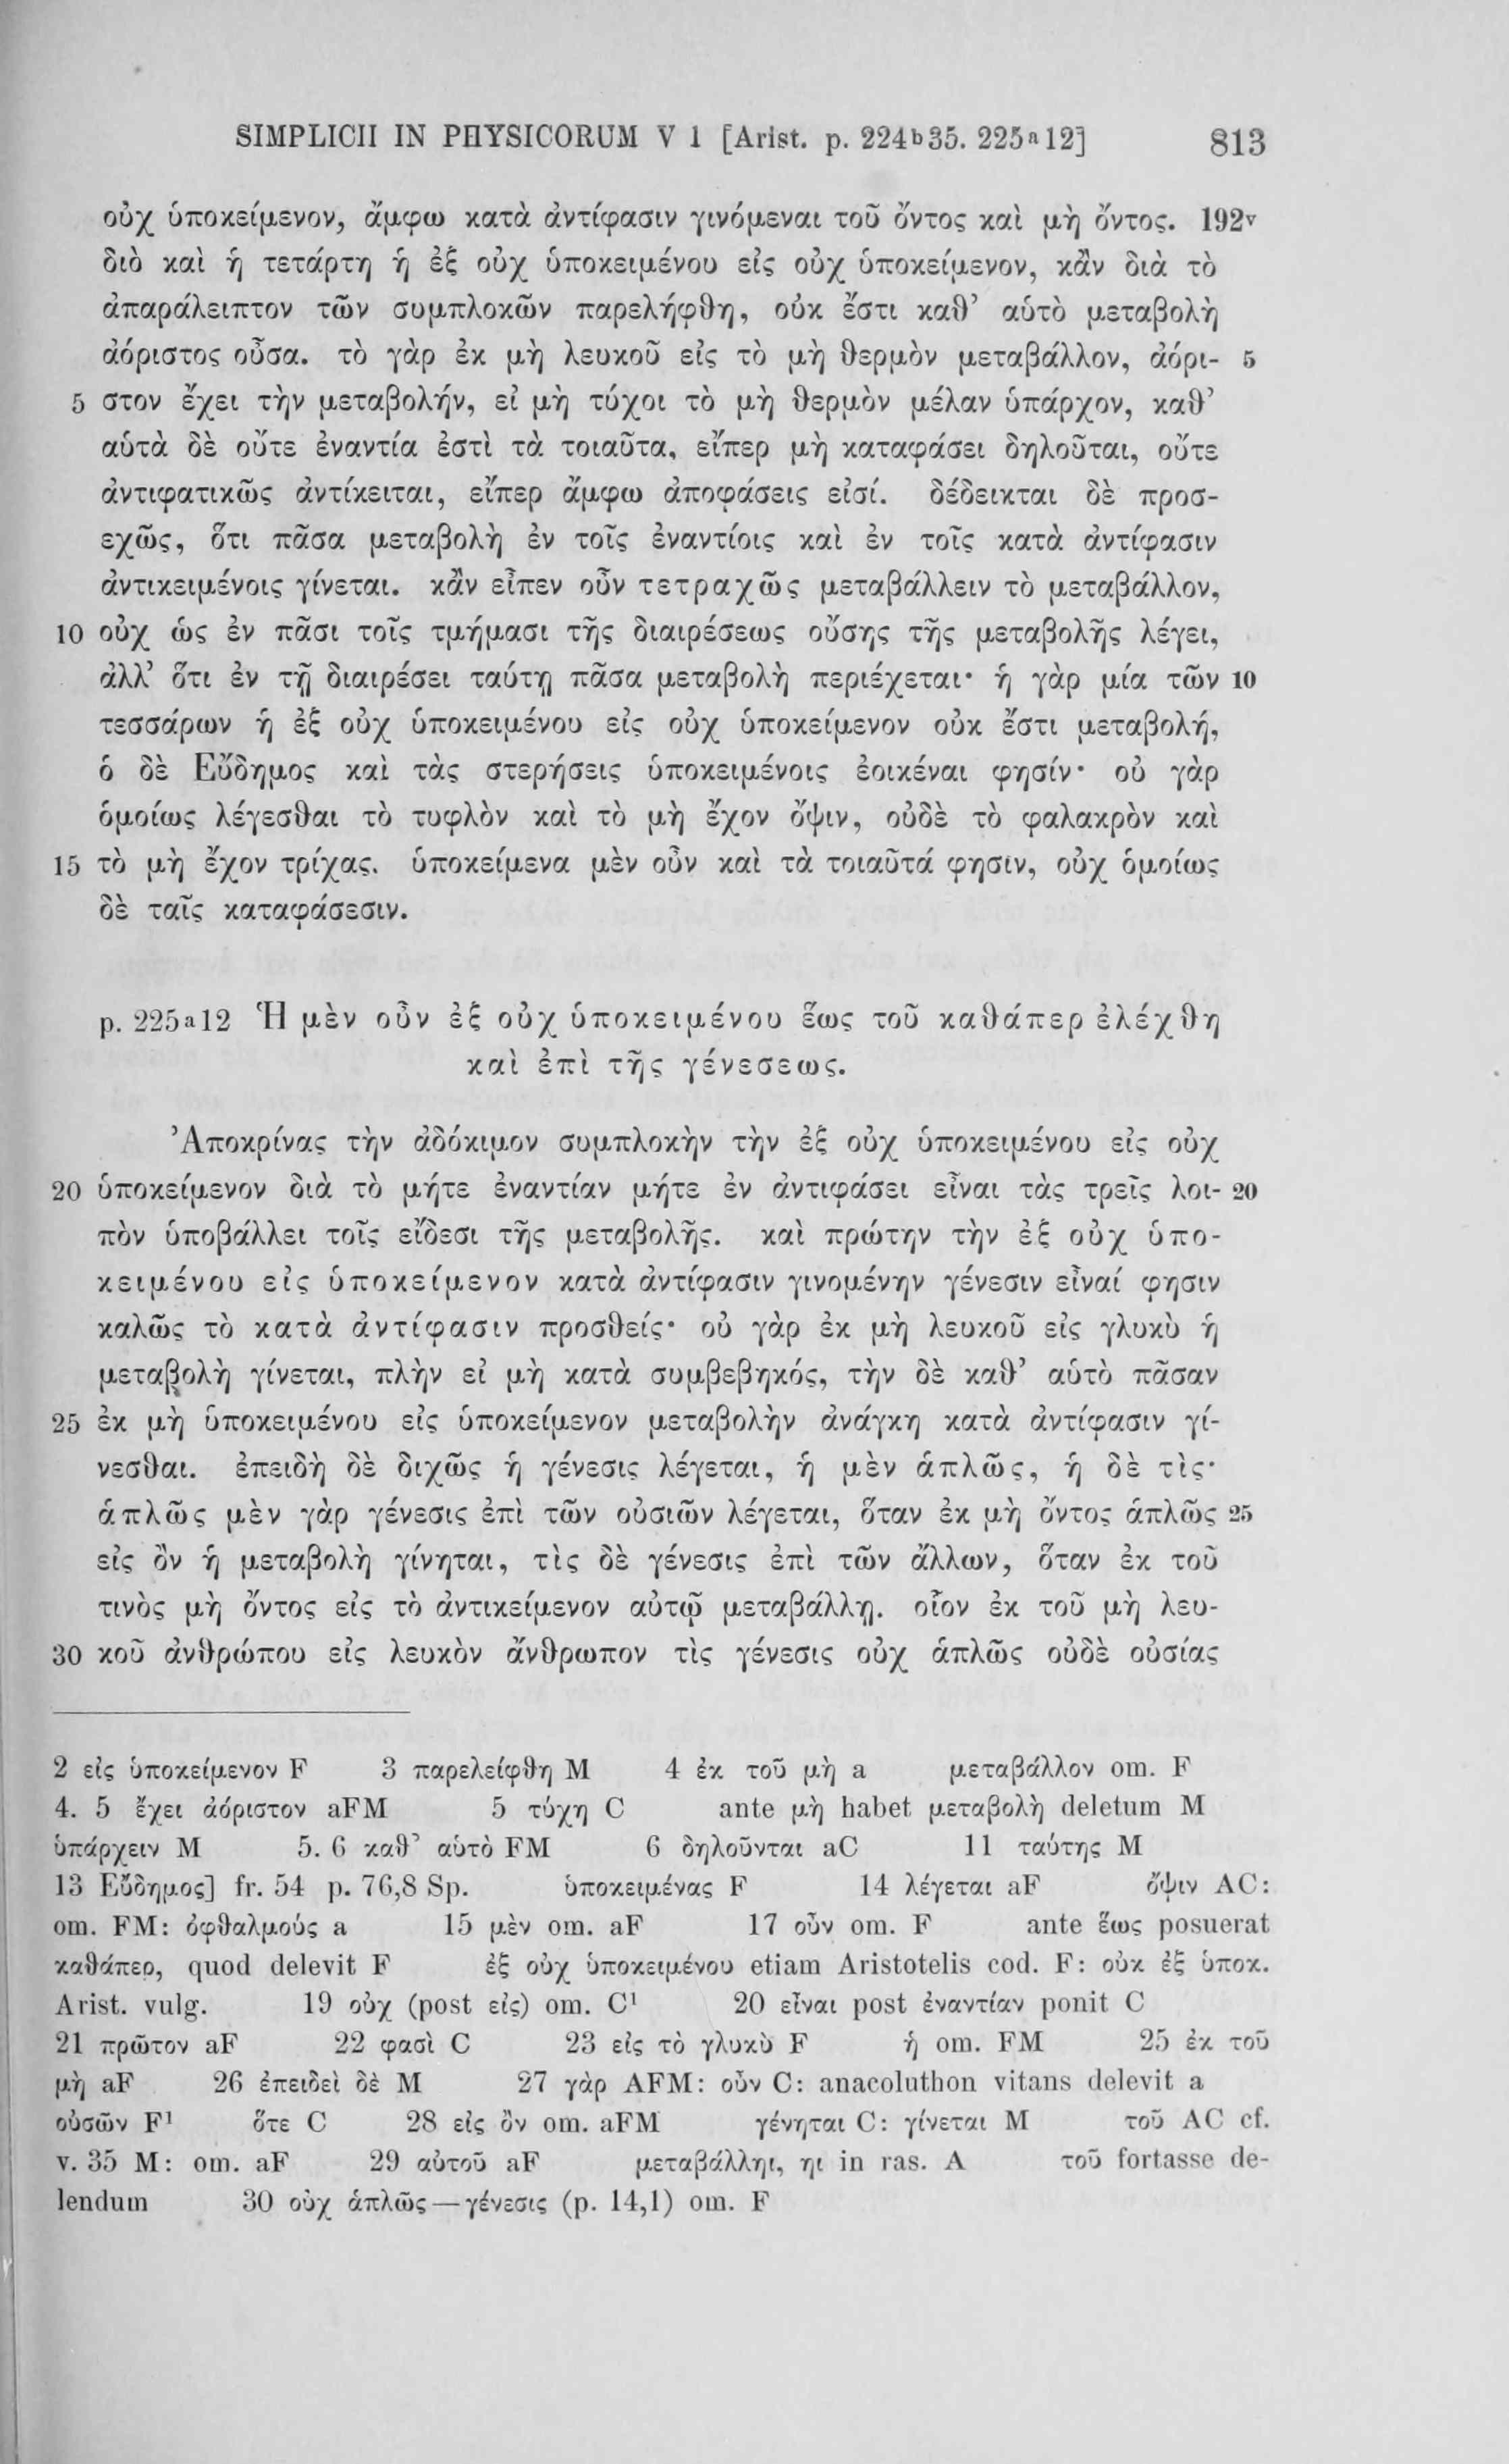 SIMPLICII IN PHYSICORUM V 1 [Arist. p. 224b35. 225a12] 813
οὐχ ὑποκείμενον, ἄμφω κατὰ ἀντίφασιν γινόμεναι τοῦ ὄντος καὶ μὴ ὄντος. 192v
διὸ καὶ ἡ τετάρτη ἡ ἐξ οὐχ ὑποκειμένου εἰς οὐχ ὑποκείμενον, κἂν διὰ τὸ
ἀπαράλειπτον τῶν συμπλοκῶν παρελήφθη, οὐκ ἔστι καθ’ αὑτὸ μεταβολὴ
ἀόριστος οὖσα. τὸ γὰρ ἐκ μὴ λευκοῦ εἰς τὸ μὴ θερμὸν μεταβάλλον, ἀόρι- 5
5 στον ἔχει τὴν μεταβολήν, εἰ μὴ τύχοι τὸ μὴ θερμὸν μέλαν ὑπάρχον, καθ’
αὑτὰ δὲ οὔτε ἐναντία ἐστὶ τὰ τοιαῦτα, εἴπερ μὴ καταφάσει δηλοῦται, οὔτε
ἀντιφατικῶς ἀντίκειται, εἴπερ ἄμφω ἀποφάσεις εἰσί. δέδεικται δὲ προσ-
εχῶς, ὅτι πᾶσα μεταβολὴ ἐν τοῖς ἐναντίοις καὶ ἐν τοῖς κατὰ ἀντίφασιν
ἀντικειμένοις γίνεται. κἂν εἶπεν οὖν τετραχῶς μεταβάλλειν τὸ μεταβάλλον,
10 οὐχ ὡς ἐν πᾶσι τοῖς τμήμασι τῆς διαιρέσεως οὔσης τῆς μεταβολῆς λέγει,
ἀλλ’ ὅτι ἐν τῇ διαιρέσει ταύτῃ πᾶσα μεταβολὴ περιέχεται· ἡ γὰρ μία τῶν 10
τεσσάρων ἡ ἐξ οὐχ ὑποκειμένου εἰς οὐχ ὑποκείμενον οὐκ ἔστι μεταβολή,
ὁ δὲ Εὔδημος καὶ τὰς στερήσεις ὑποκειμένοις ἐοικέναι φησίν· οὐ γὰρ
ὁμοίως λέγεσθαι τὸ τυφλὸν καὶ τὸ μὴ ἔχον ὄψιν, οὐδὲ τὸ φαλακρὸν καὶ
15 τὸ μὴ ἔχον τρίχας. ὑποκείμενα μὲν οὖν καὶ τὰ τοιαῦτά φησιν, οὐχ ὁμοίως
δὲ ταῖς καταφάσεσιν.
p. 225a12 Ἡ μὲν οὖν ἐξ οὐχ ὑποκειμένου ἕως τοῦ καθάπερ ἐλέχθη
καὶ ἐπὶ τῆς γένεσεως.
Ἀποκρίνας τὴν ἀδόκιμον συμπλοκὴν τὴν ἐξ οὐχ ὑποκειμένου εἰς οὐχ
20 ὑποκείμενον διὰ τὸ μήτε ἐναντίαν μήτε ἐν ἀντιφάσει εἶναι τὰς τρεῖς λοι- 20
πὸν ὑποβάλλει τοῖς εἴδεσι τῆς μεταβολῆς. καὶ πρώτην τὴν ἐξ οὐχ ὑπο-
κειμένου εἰς ὑποκείμενον κατὰ ἀντίφασιν γινομένην γένεσιν εἶναί φησιν
καλῶς τὸ κατὰ ἀντίφασιν προσθείς· οὐ γὰρ ἐκ μὴ λευκοῦ εἰς γλυκὺ ἡ
μεταβολὴ γίνεται, πλὴν εἰ μὴ κατὰ συμβεβηκός, τὴν δὲ καθ’ αὑτὸ πᾶσαν
25 ἐκ μὴ ὑποκειμένου εἰς ὑποκείμενον μεταβολὴν ἀνάγκη κατὰ ἀντίφασιν γί-
νεσθαι. ἐπειδὴ δὲ διχῶς ἡ γένεσις λέγεται, ἡ μὲν ἁπλῶς, ἡ δὲ τὶς·
ἁπλῶς μὲν γὰρ γένεσις ἐπὶ τῶν οὐσιῶν λέγεται, ὅταν ἐκ μὴ ὄντος ἁπλῶς 25
εἰς ὂν ἡ μεταβολὴ γίνηται, τὶς δὲ γένεσις ἐπὶ τῶν ἄλλων, ὅταν ἐκ τοῦ
τινὸς μὴ ὄντος εἰς τὸ ἀντικείμενον αὐτῷ μεταβάλλῃ. οἷον ἐκ τοῦ μὴ λευ-
30 κοῦ ἀνθρώπου εἰς λευκὸν ἄνθρωπον τὶς γένεσις οὐχ ἁπλῶς οὐδὲ οὐσίας
2 εἰς ὑποκείμενον F 3 παρελείφθη M 4 ἐκ τοῦ μὴ a μεταβάλλον om. F
4. 5 ἔχει ἀόριστον aFM 5 τύχη C ante μὴ habet μεταβολὴ deletum M
ὑπάρχειν M 5. 6 καθ’ αὑτὸ FM 6 δηλοῦνται aC 11 ταύτης M
13 Εὔδημος] fr. 54 p. 76,8 Sp. ὑποκειμένας F 14 λέγεται aF ὄψιν AC:
om. FM: ὀφθαλμούς a 15 μὲν om. aF 17 οὖν om. F ante ἕως posuerat
καθάπερ, quod delevit F ἐξ οὐχ ὑποκειμένου etiam Aristotelis cod. F: οὐκ ἐξ ὑποκ.
Arist. vulg. 19 οὐχ (post εἰς) om. C¹ 20 εἶναι post ἐναντίαν ponit C
21 πρῶτον aF 22 φασὶ C 23 εἰς τὸ γλυκὺ F ἡ om. FM 25 ἐκ τοῦ
μὴ aF 26 ἐπειδεὶ δὲ M 27 γὰρ AFM: οὖν C: anacoluthon vitans delevit a
οὐσῶν F¹ ὅτε C 28 εἰς ὂν om. aFM γένηται C: γίνεται M τοῦ AC cf.
v. 35 M: om. aF 29 αὐτοῦ aF μεταβάλληι, ηι in ras. A τοῦ fortasse de-
lendum 30 οὐχ ἁπλῶς—γένεσις (p. 14,1) om. F